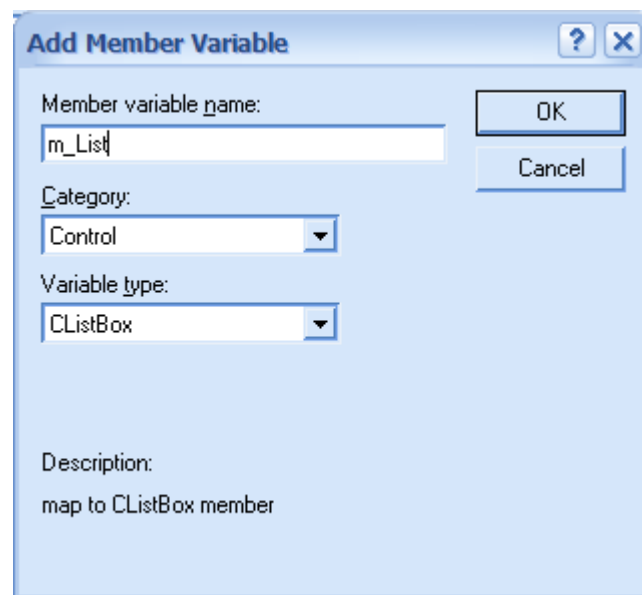 Add Member Variable
Member variable name:
OK
m_List
Cancel
Category:
Control
Variable type:
CListBox
Description:
map to CListBox member